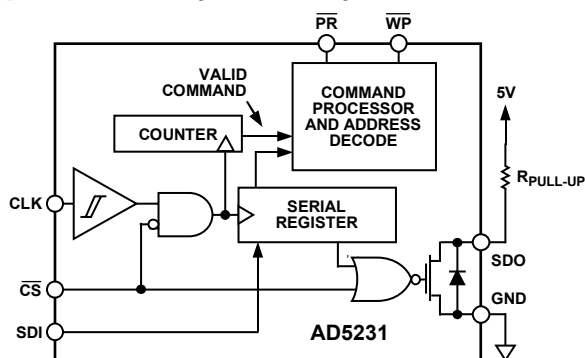 PR
WP
VALID
COMMAND
COMMAND
PROCESSOR
AND ADDRESS
DECODE
5V
COUNTER
RPULL-UP
CLK
SERIAL
REGISTER
SDO
CS
GND
SDI
AD5231